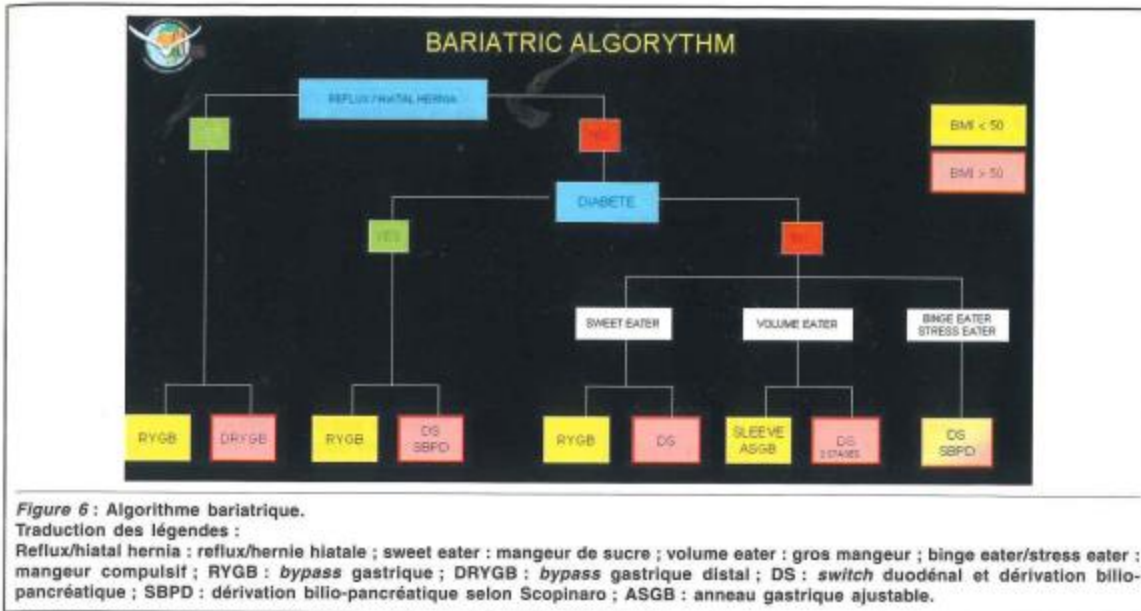 BARIATRIC ALGORYTHM
REFLUX / HIATAL HERNIA
YES
NO
BMI < 50
BMI > 50
DIABETE
YES
NO
SWEET EATER
VOLUME EATER
BINGE EATER
STRESS EATER
RYGB
DRYGB
RYGB
DS
SBPD
RYGB
DS
SLEEVE
ASGB
DS
2 STAGES
DS
SBPD
Figure 6 : Algorithme bariatrique.
Traduction des légendes :
Reflux/hiatal hernia : reflux/hernie hiatale ; sweet eater : mangeur de sucre ; volume eater : gros mangeur ; binge eater/stress eater :
mangeur compulsif ; RYGB : bypass gastrique ; DRYGB : bypass gastrique distal ; DS : switch duodénal et dérivation bilio-
pancréatique ; SBPD : dérivation bilio-pancréatique selon Scopinaro ; ASGB : anneau gastrique ajustable.